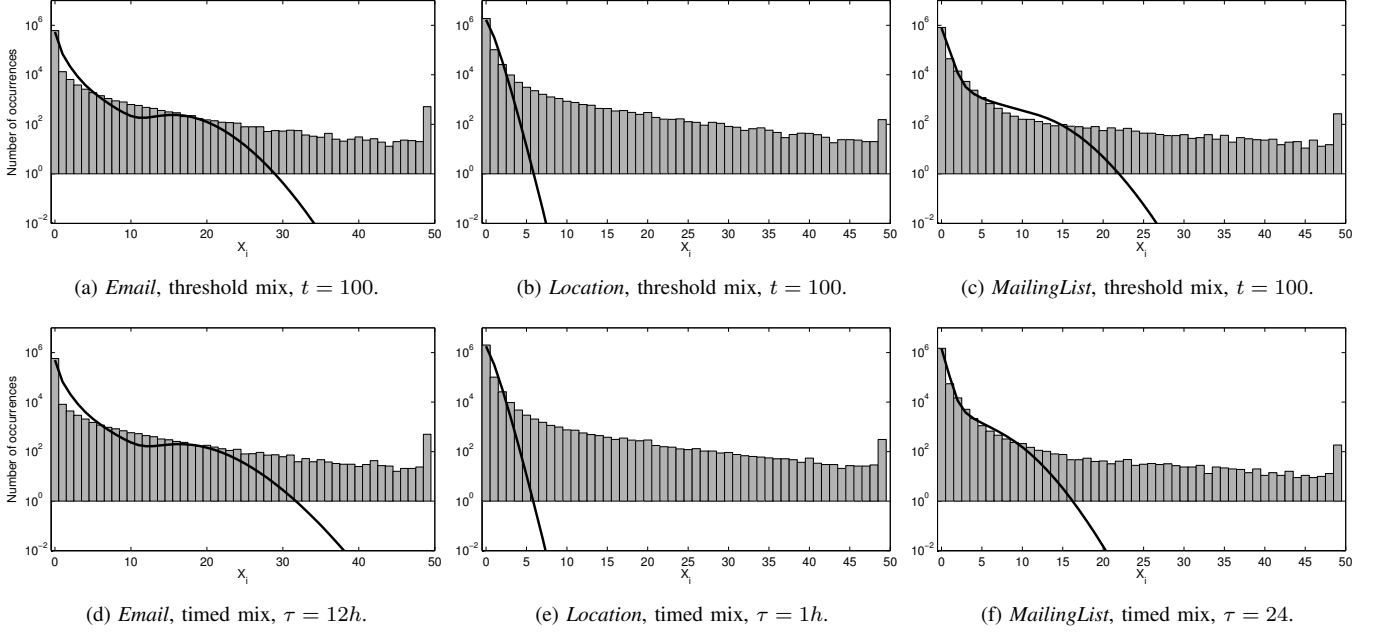 Number of occurrences
10^6
10^4
10^2
10^0
10^−2
0 10 20 30 40 50
X_i
(a) Email, threshold mix, t = 100.
10^6
10^4
10^2
10^0
10^−2
0 5 10 15 20 25 30 35 40 45 50
X_i
(b) Location, threshold mix, t = 100.
10^6
10^4
10^2
10^0
10^−2
0 5 10 15 20 25 30 35 40 45 50
X_i
(c) MailingList, threshold mix, t = 100.
Number of occurrences
10^6
10^4
10^2
10^0
10^−2
0 10 20 30 40 50
X_i
(d) Email, timed mix, τ = 12h.
10^6
10^4
10^2
10^0
10^−2
0 5 10 15 20 25 30 35 40 45 50
X_i
(e) Location, timed mix, τ = 1h.
10^6
10^4
10^2
10^0
10^−2
0 5 10 15 20 25 30 35 40 45 50
X_i
(f) MailingList, timed mix, τ = 24.